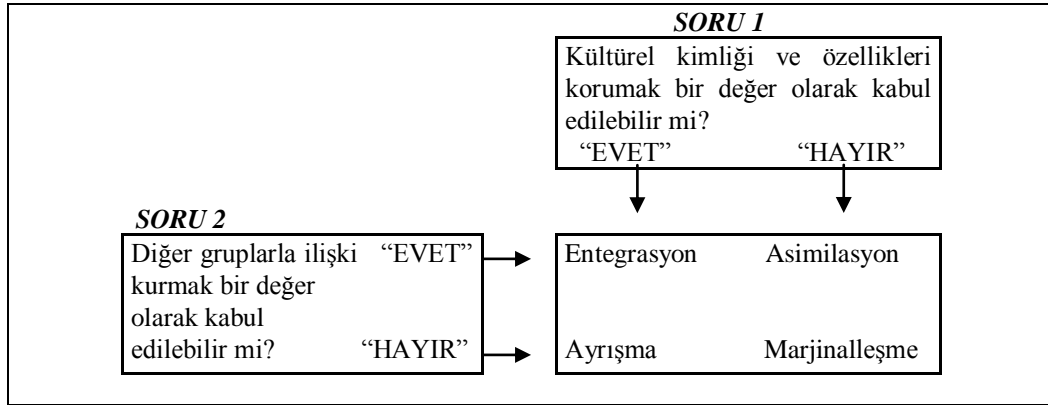 SORU 1
Kültürel kimliği ve özellikleri
korumak bir değer olarak kabul
edilebilir mi?
“EVET” “HAYIR”
SORU 2
Diğer gruplarla ilişki “EVET”
kurmak bir değer
olarak kabul
edilebilir mi? “HAYIR”
Entegrasyon Asimilasyon
Ayrışma Marjinalleşme